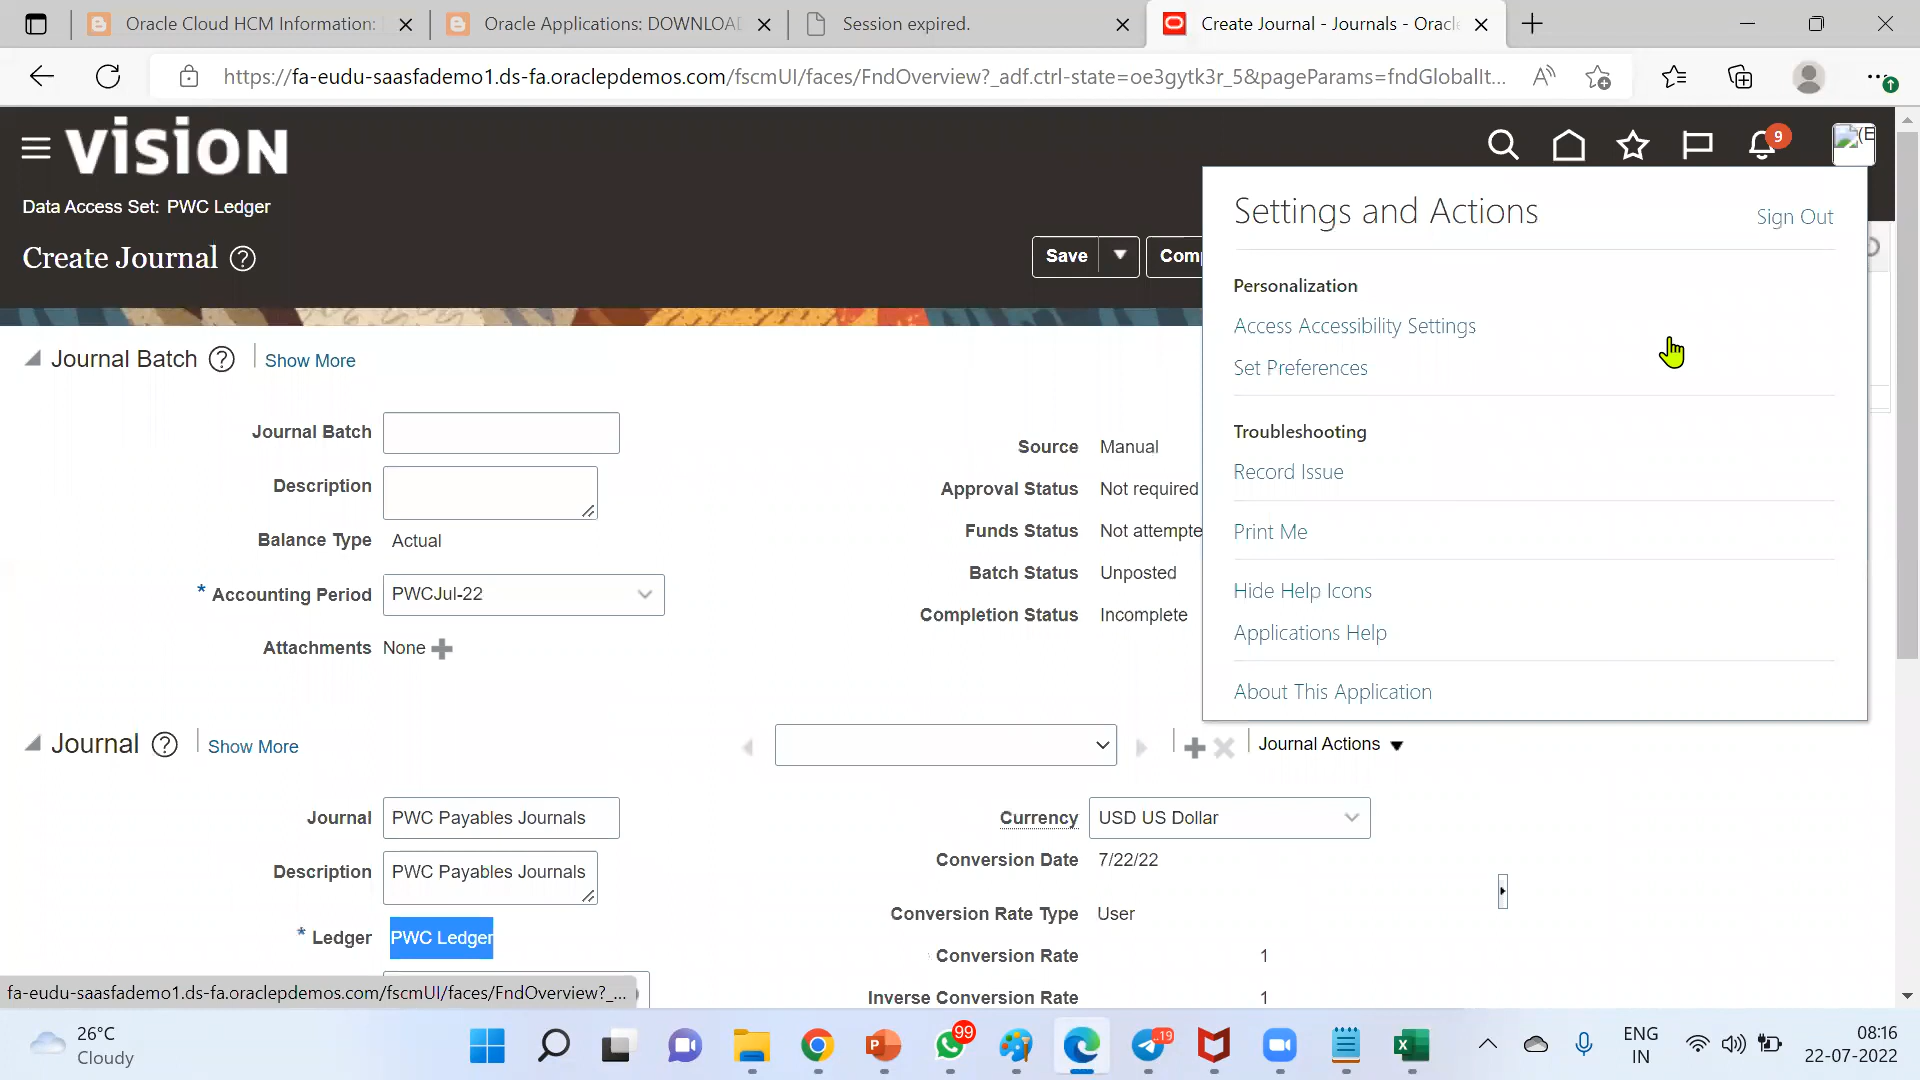 Oracle Cloud HCM Information:
Oracle Applications: DOWNLOA
Session expired.
Create Journal - Journals - Oracle
https://fa-eudu-saasfademo1.ds-fa.oraclepdemos.com/fscmUI/faces/FndOverview?_adf.ctrl-state=oe3gytk3r_5&pageParams=fndGlobalIt...
VISION
9
(E
Data Access Set: PWC Ledger
Settings and Actions
Sign Out
Create Journal
Save
Comp
Personalization
Access Accessibility Settings
Set Preferences
Journal Batch
Show More
Troubleshooting
Record Issue
Journal Batch
Source Manual
Description
Approval Status Not required
Funds Status Not attempte
Print Me
Balance Type Actual
Batch Status Unposted
Hide Help Icons
* Accounting Period PWCJul-22
Completion Status Incomplete
Applications Help
Attachments None
About This Application
Journal
Show More
Journal Actions
Journal PWC Payables Journals
Currency USD US Dollar
Description PWC Payables Journals
Conversion Date 7/22/22
Conversion Rate Type User
* Ledger PWC Ledger
Conversion Rate 1
Inverse Conversion Rate 1
fa-eudu-saasfademo1.ds-fa.oraclepdemos.com/fscmUI/faces/FndOverview?_...
26°C
Cloudy
99
19
ENG
IN
08:16
22-07-2022